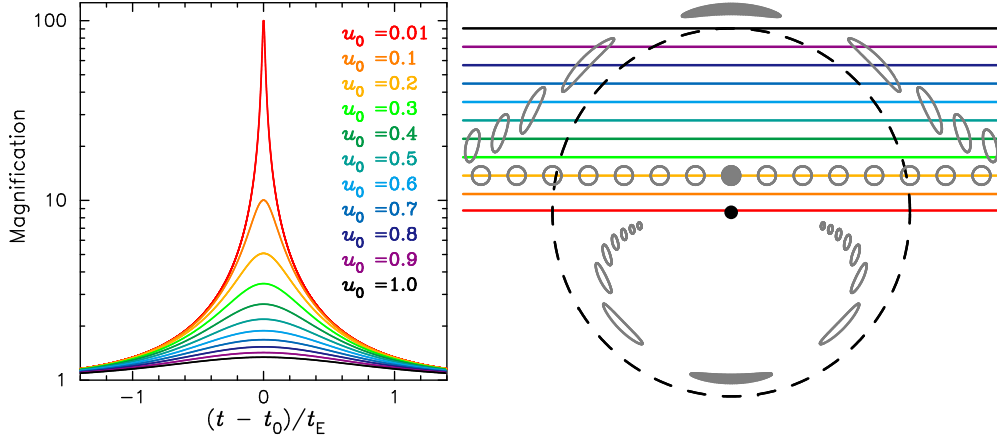 Magnification
100
10
1
u₀ =0.01
u₀ =0.1
u₀ =0.2
u₀ =0.3
u₀ =0.4
u₀ =0.5
u₀ =0.6
u₀ =0.7
u₀ =0.8
u₀ =0.9
u₀ =1.0
−1 0 1
(t − t₀)/t_E